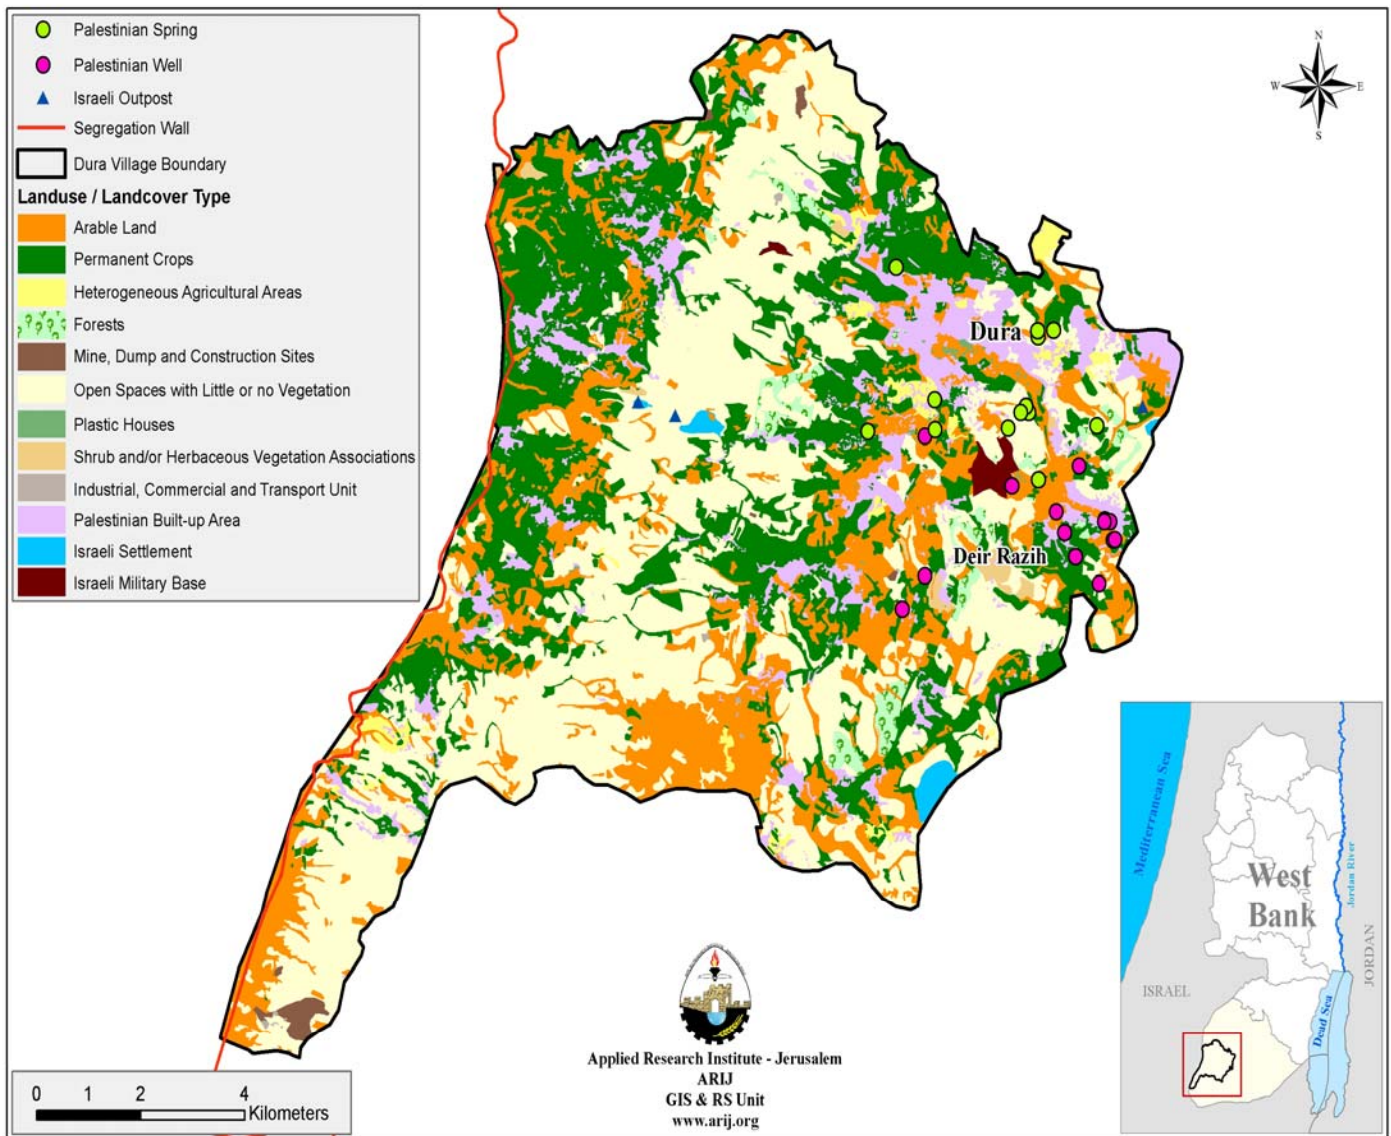 Palestinian Spring
Palestinian Well
Israeli Outpost
Segregation Wall
Dura Village Boundary
Landuse / Landcover Type
Arable Land
Permanent Crops
Heterogeneous Agricultural Areas
Forests
Mine, Dump and Construction Sites
Open Spaces with Little or no Vegetation
Plastic Houses
Shrub and/or Herbaceous Vegetation Associations
Industrial, Commercial and Transport Unit
Palestinian Built-up Area
Israeli Settlement
Israeli Military Base
N
W
E
S
Dura
Deir Razih
Mediterranean Sea
West
Bank
Jordan River
JORDAN
ISRAEL
Dead Sea
Applied Research Institute - Jerusalem
ARIJ
GIS & RS Unit
www.arij.org
0 1 2 4
Kilometers